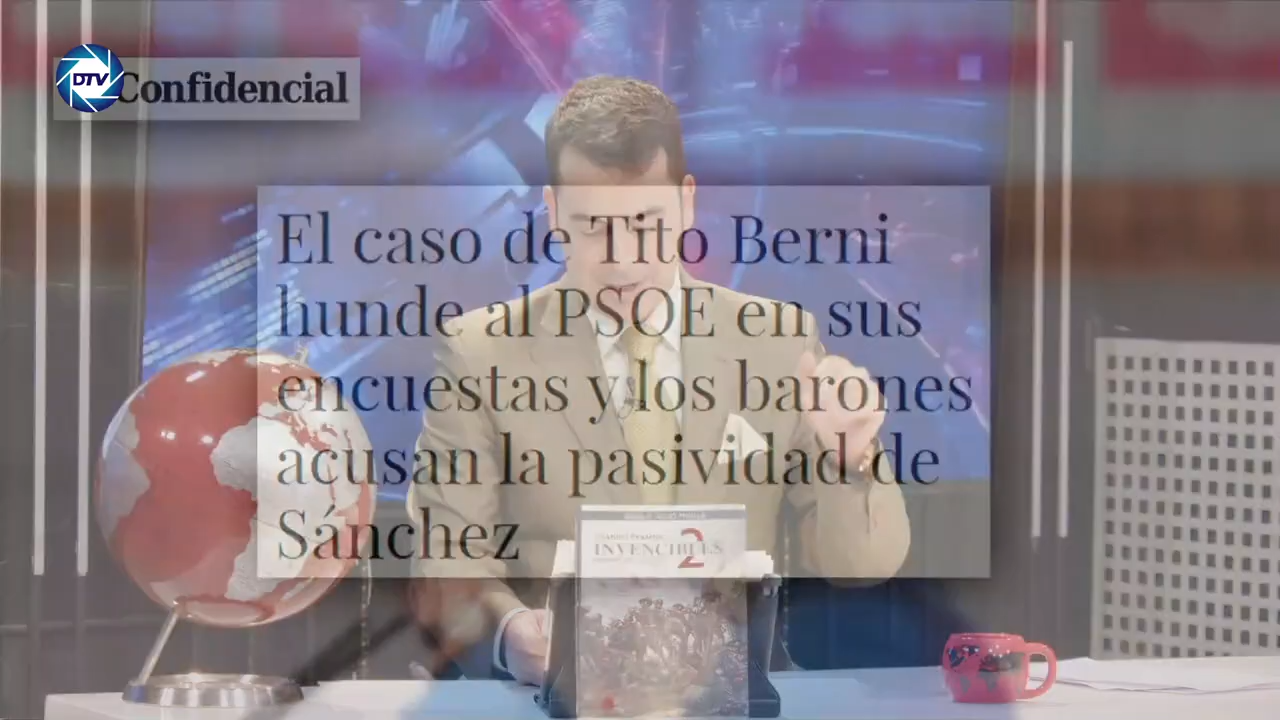 DTV
Confidencial
El caso de Tito Berni
hunde al PSOE en sus
encuestas y los barones
acusan la pasividad de
Sánchez
INVENCIBLES
2